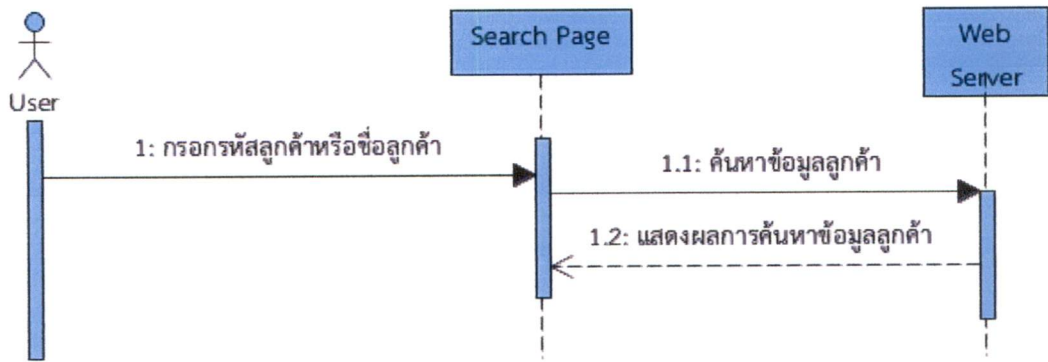 User
Search Page
Web
Server
1: กรอกรหัสลูกค้าหรือชื่อลูกค้า
1.1: ค้นหาข้อมูลลูกค้า
1.2: แสดงผลการค้นหาข้อมูลลูกค้า